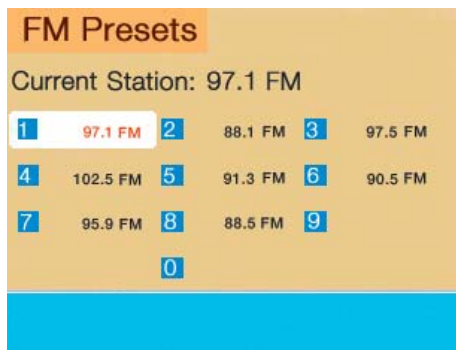 FM Presets
Current Station: 97.1 FM
1 97.1 FM 2 88.1 FM 3 97.5 FM
4 102.5 FM 5 91.3 FM 6 90.5 FM
7 95.9 FM 8 88.5 FM 9
0